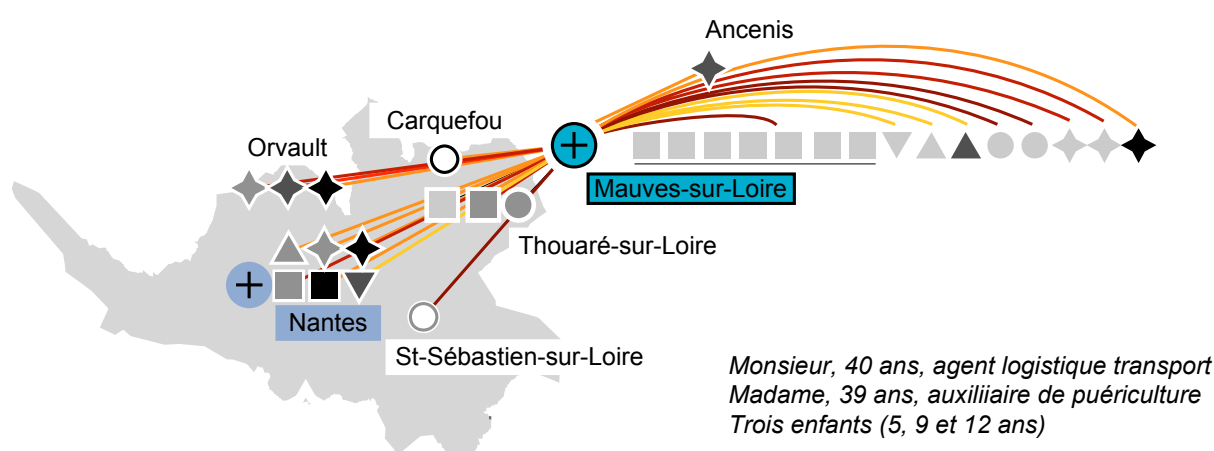 Ancenis
Carquefou
Orvault
Mauves-sur-Loire
Thouaré-sur-Loire
Nantes
St-Sébastien-sur-Loire
Monsieur, 40 ans, agent logistique transport
Madame, 39 ans, auxiliiaire de puériculture
Trois enfants (5, 9 et 12 ans)